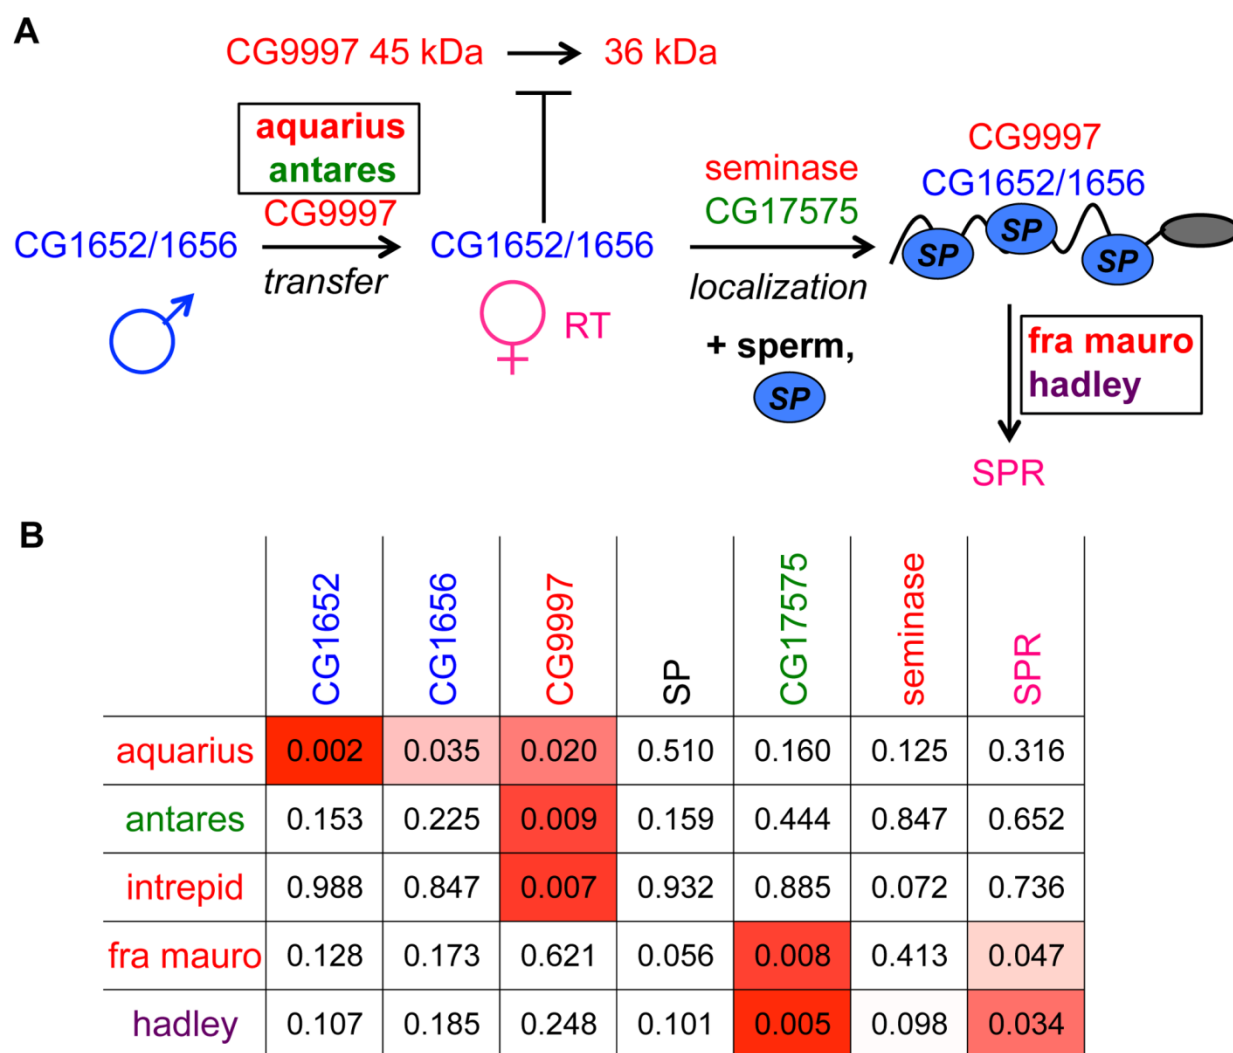 A
CG9997 45 kDa 36 kDa
aquarius
antares
CG9997
CG1652/1656
transfer
CG1652/1656
RT
seminase
CG17575
localization
+ sperm,
SP
CG9997
CG1652/1656
SP SP SP
fra mauro
hadley
SPR
B
CG1652 CG1656 CG9997 SP CG17575 seminase SPR
aquarius 0.002 0.035 0.020 0.510 0.160 0.125 0.316
antares 0.153 0.225 0.009 0.159 0.444 0.847 0.652
intrepid 0.988 0.847 0.007 0.932 0.885 0.072 0.736
fra mauro 0.128 0.173 0.621 0.056 0.008 0.413 0.047
hadley 0.107 0.185 0.248 0.101 0.005 0.098 0.034